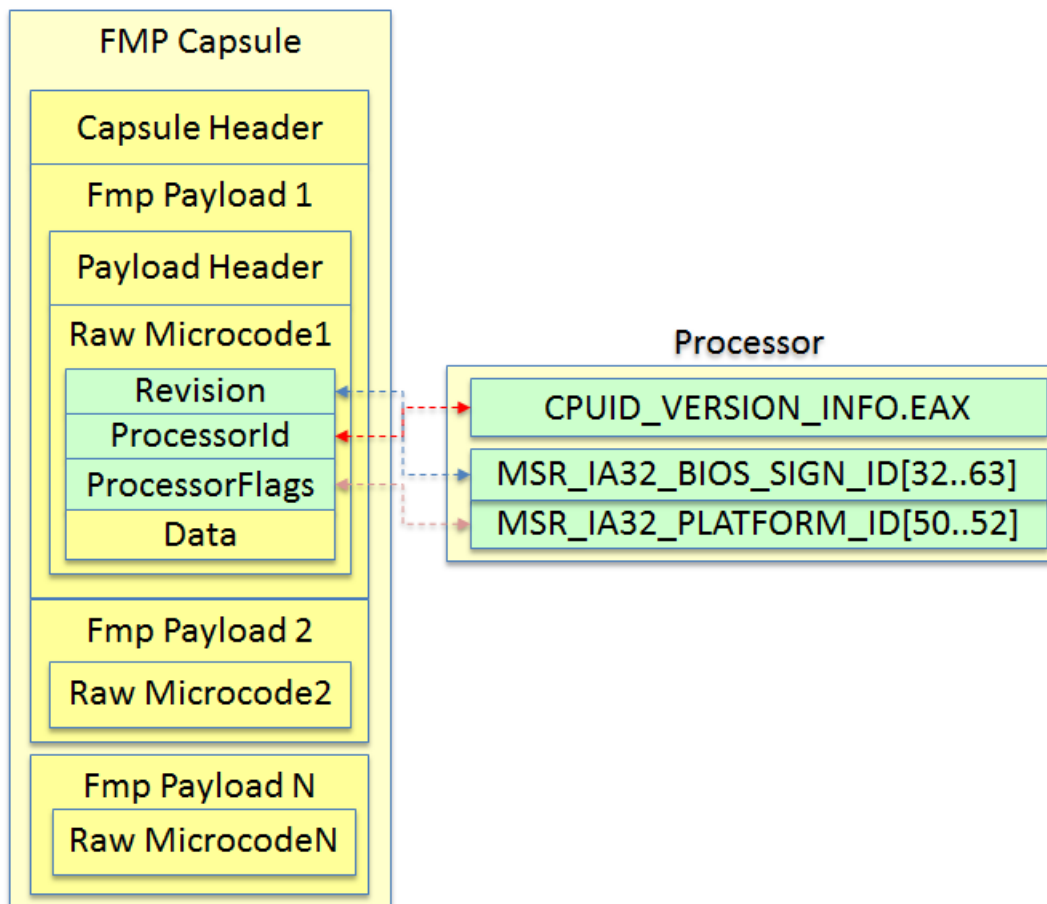 FMP Capsule
Capsule Header
Fmp Payload 1
Payload Header
Raw Microcode1
Revision
ProcessorId
ProcessorFlags
Data
Fmp Payload 2
Raw Microcode2
Fmp Payload N
Raw MicrocodeN
Processor
CPUID_VERSION_INFO.EAX
MSR_IA32_BIOS_SIGN_ID[32..63]
MSR_IA32_PLATFORM_ID[50..52]